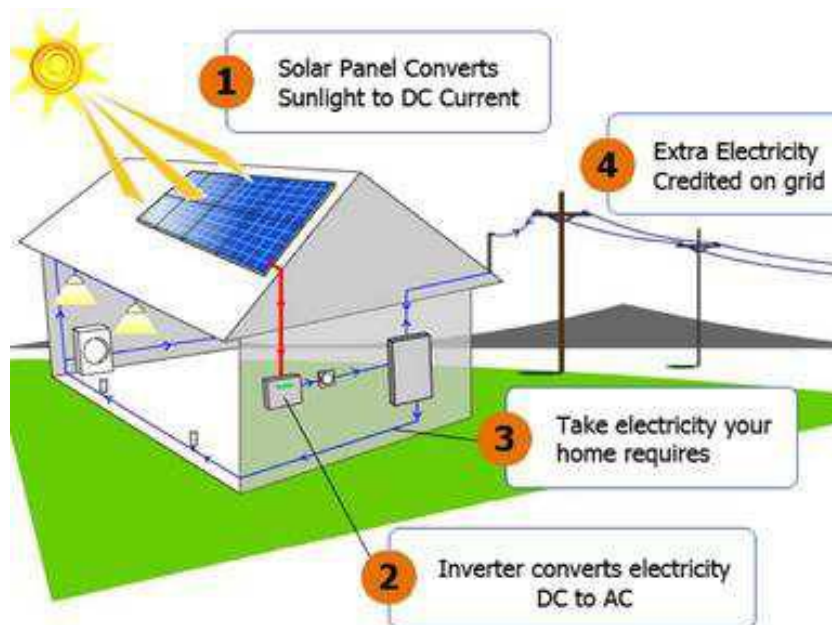 1
Solar Panel Converts
Sunlight to DC Current
4
Extra Electricity
Credited on grid
3
Take electricity your
home requires
2
Inverter converts electricity
DC to AC